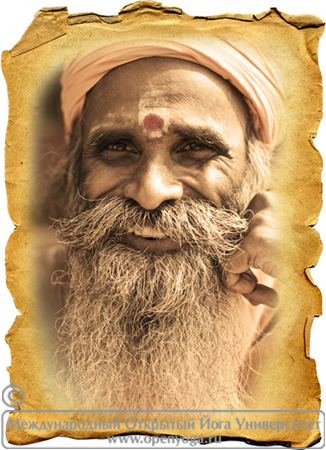 ©
Международный Открытый Йога Университет
www.openyoga.ru